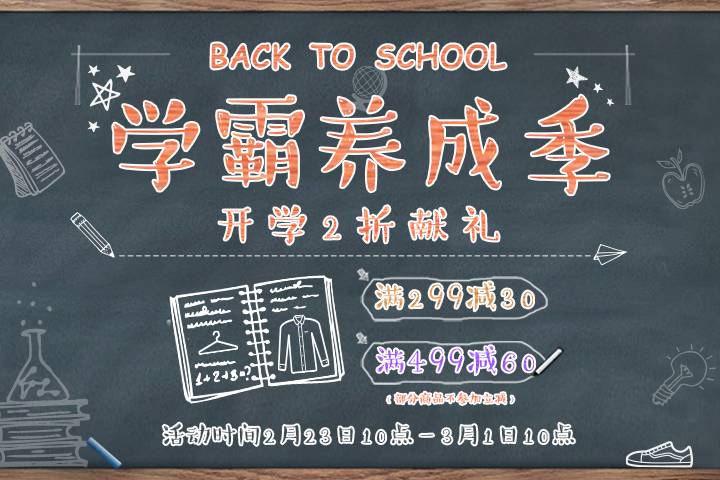 BACK TO SCHOOL
学霸养成季
开学2折献礼
满299减30
满499减60
1+2+3=?
(部分商品不参加立减)
活动时间2月23日10点-3月1日10点